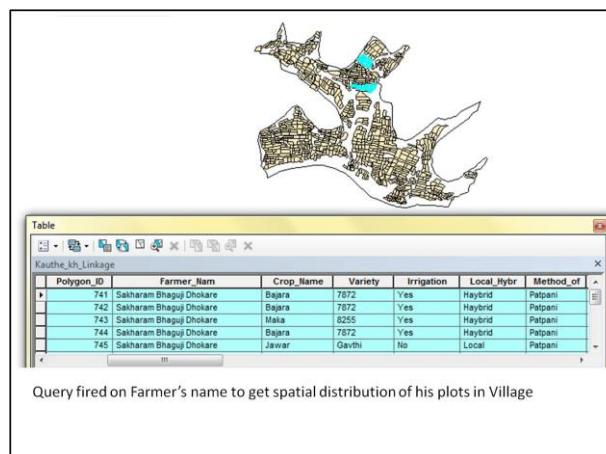 Table
Kauthe_kh_Linkage
Polygon_ID Farmer_Nam Crop_Name Variety Irrigation Local_Hybr Method_of
741 Sakharam Bhaguji Dhokare Bajara 7872 Yes Haybrid Patpani
742 Sakharam Bhaguji Dhokare Bajara 7872 Yes Haybrid Patpani
743 Sakharam Bhaguji Dhokare Maka 8255 Yes Haybrid Patpani
744 Sakharam Bhaguji Dhokare Bajara 7872 Yes Haybrid Patpani
745 Sakharam Bhaguji Dhokare Jawar Gavthi No Local Patpani
Query fired on Farmer's name to get spatial distribution of his plots in Village